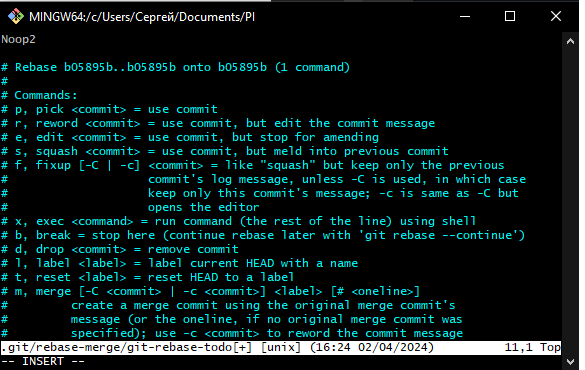 MINGW64:/c/Users/Сергей/Documents/PI
Noop2
# Rebase b05895b..b05895b onto b05895b (1 command)
#
# Commands:
# p, pick <commit> = use commit
# r, reword <commit> = use commit, but edit the commit message
# e, edit <commit> = use commit, but stop for amending
# s, squash <commit> = use commit, but meld into previous commit
# f, fixup [-C | -c] <commit> = like "squash" but keep only the previous
#                    commit's log message, unless -C is used, in which case
#                    keep only this commit's message; -c is same as -C but
#                    opens the editor
# x, exec <command> = run command (the rest of the line) using shell
# b, break = stop here (continue rebase later with 'git rebase --continue')
# d, drop <commit> = remove commit
# l, label <label> = label current HEAD with a name
# t, reset <label> = reset HEAD to a label
# m, merge [-C <commit> | -c <commit>] <label> [# <oneline>]
#         create a merge commit using the original merge commit's
#         message (or the oneline, if no original merge commit was
#         specified); use -c <commit> to reword the commit message
.git/rebase-merge/git-rebase-todo[+] [unix] (16:24 02/04/2024) 11,1 Top
-- INSERT --